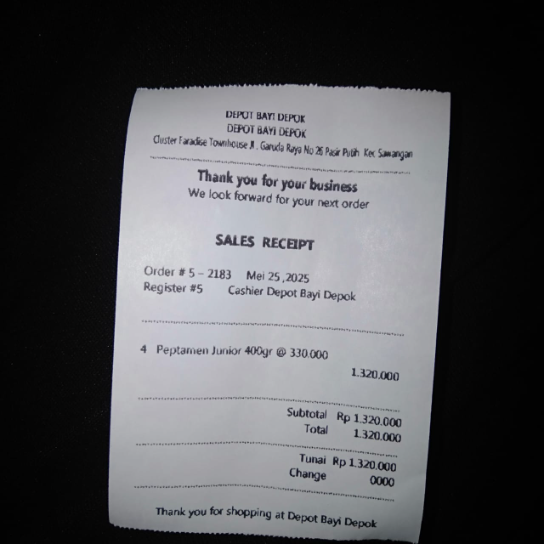 DEPOT BAYI DEPOK
DEPOT BAYI DEPOK
Cluster Faradise Townhouse Jl. Garuda Raya No 26 Pasir Putih Kec Sawangan
Thank you for your business
We look forward for your next order
SALES RECEIPT
Order # 5 - 2183 Mei 25 ,2025
Register #5 Cashier Depot Bayi Depok
4 Peptamen Junior 400gr @ 330.000
1.320.000
Subtotal Rp 1.320.000
Total 1.320.000
Tunai Rp 1.320.000
Change 0000
Thank you for shopping at Depot Bayi Depok